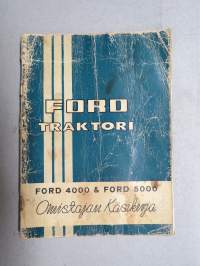 FORD
TRAKTORI
FORD 4000 & FORD 5000
Omistajan Käsikirja